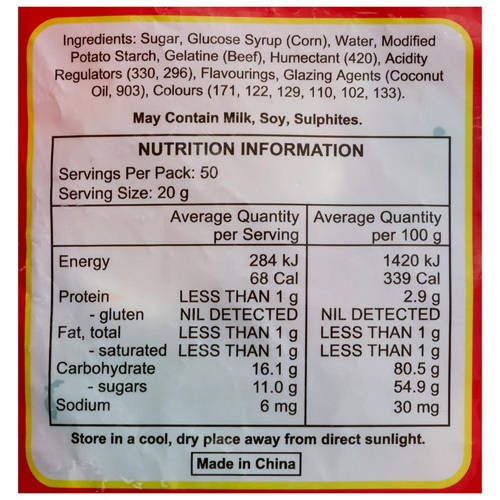 Ingredients: Sugar, Glucose Syrup (Corn), Water, Modified
Potato Starch, Gelatine (Beef), Humectant (420), Acidity
Regulators (330, 296), Flavourings, Glazing Agents (Coconut
Oil, 903), Colours (171, 122, 129, 110, 102, 133).
May Contain Milk, Soy, Sulphites.
NUTRITION INFORMATION
Servings Per Pack: 50
Serving Size: 20 g
Average Quantity Average Quantity
per Serving per 100 g
Energy 284 kJ 1420 kJ
68 Cal 339 Cal
Protein LESS THAN 1 g 2.9 g
- gluten NIL DETECTED NIL DETECTED
Fat, total LESS THAN 1 g LESS THAN 1 g
- saturated LESS THAN 1 g LESS THAN 1 g
Carbohydrate 16.1 g 80.5 g
- sugars 11.0 g 54.9 g
Sodium 6 mg 30 mg
Store in a cool, dry place away from direct sunlight.
Made in China